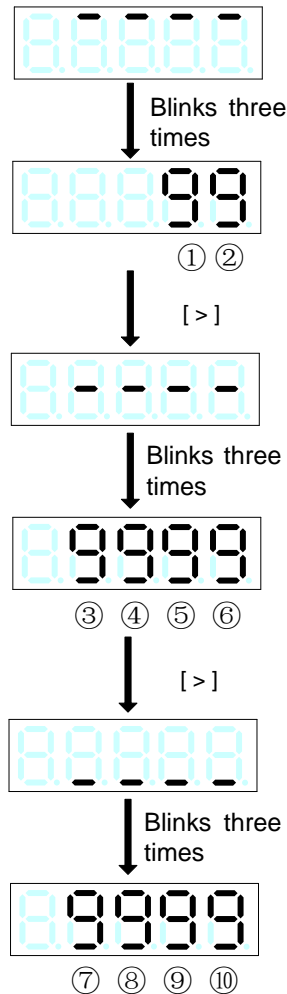 ‾ ‾ ‾ ‾
Blinks three
times
99
① ②
[ > ]
- - - -
Blinks three
times
9999
③ ④ ⑤ ⑥
[ > ]
_ _ _ _
Blinks three
times
9999
⑦ ⑧ ⑨ ⑩